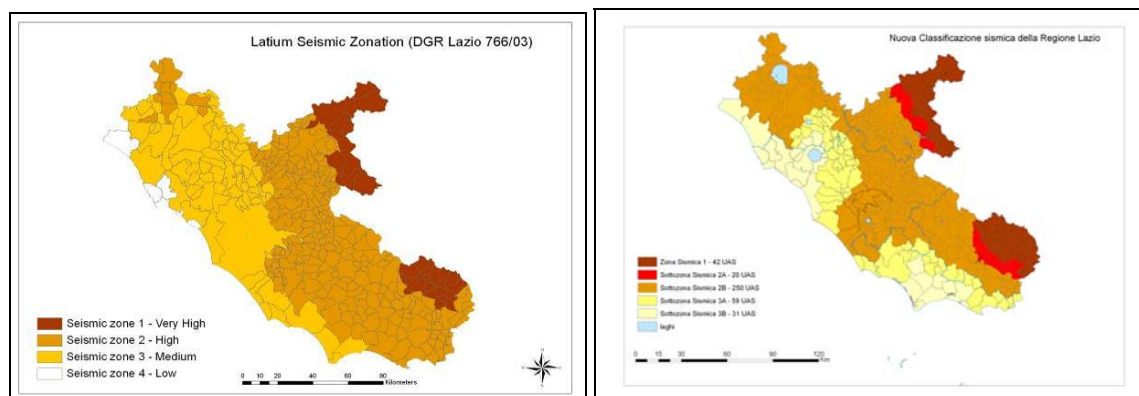 Latium Seismic Zonation (DGR Lazio 766/03)
Seismic zone 1 - Very High
Seismic zone 2 - High
Seismic zone 3 - Medium
Seismic zone 4 - Low
0 5 10 20 40 60 80
Kilometers
Nuova Classificazione sismica della Regione Lazio
Zona Sismica 1 - 42 UAS
Sottozona Sismica 2A - 20 UAS
Sottozona Sismica 2B - 250 UAS
Sottozona Sismica 3A - 59 UAS
Sottozona Sismica 3B - 31 UAS
laghi
0 15 30 60 90 120